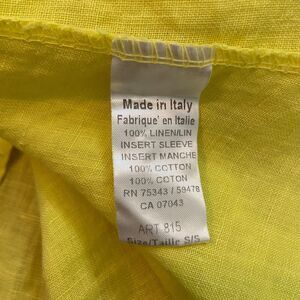 Made in Italy
Fabrique' en Italie
100% LINEN/LIN
INSERT SLEEVE
INSERT MANCHE
100% COTTON
100% COTON
RN 75343 / 59478
CA 07043
ART 815
Size/Taille S/S